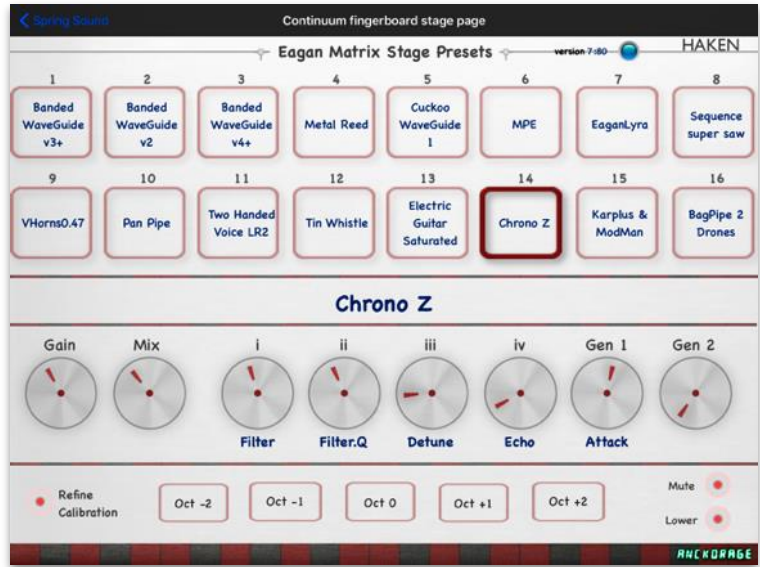 Spring Sound
Continuum fingerboard stage page
Eagan Matrix Stage Presets
version 7:80
HAKEN
1 2 3 4 5 6 7 8
Banded
WaveGuide
v3+
Banded
WaveGuide
v2
Banded
WaveGuide
v4+
Metal Reed
Cuckoo
WaveGuide
1
MPE
EaganLyra
Sequence
super saw
9 10 11 12 13 14 15 16
VHorns0.47
Pan Pipe
Two Handed
Voice LR2
Tin Whistle
Electric
Guitar
Saturated
Chrono Z
Karplus &
ModMan
BagPipe 2
Drones
Chrono Z
Gain Mix i ii iii iv Gen 1 Gen 2
Filter Filter.Q Detune Echo Attack
Refine
Calibration
Oct -2
Oct -1
Oct 0
Oct +1
Oct +2
Mute
Lower
ANCKORAGE